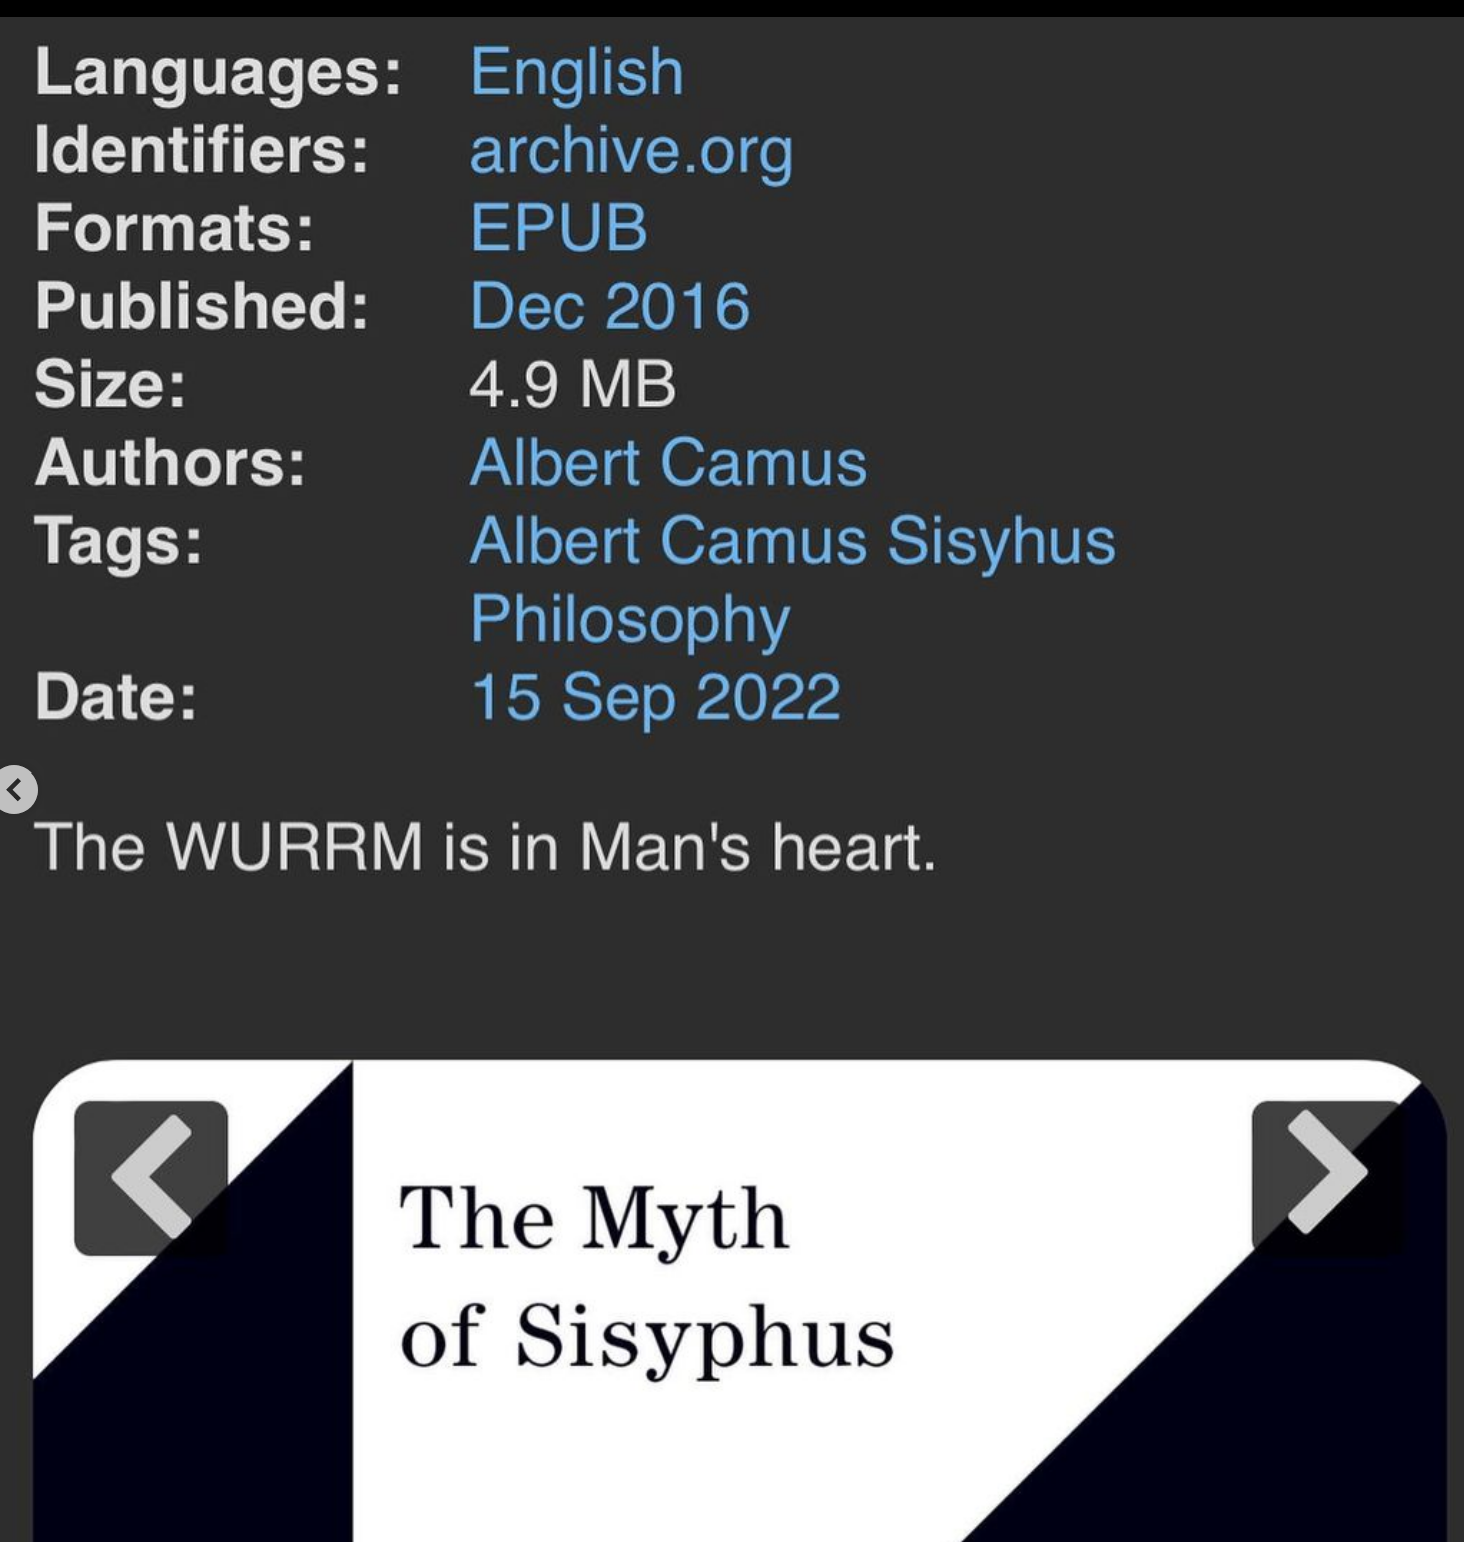 Languages: English
Identifiers: archive.org
Formats: EPUB
Published: Dec 2016
Size: 4.9 MB
Authors: Albert Camus
Tags: Albert Camus Sisyhus
Philosophy
Date: 15 Sep 2022
The WURRM is in Man's heart.
The Myth
of Sisyphus